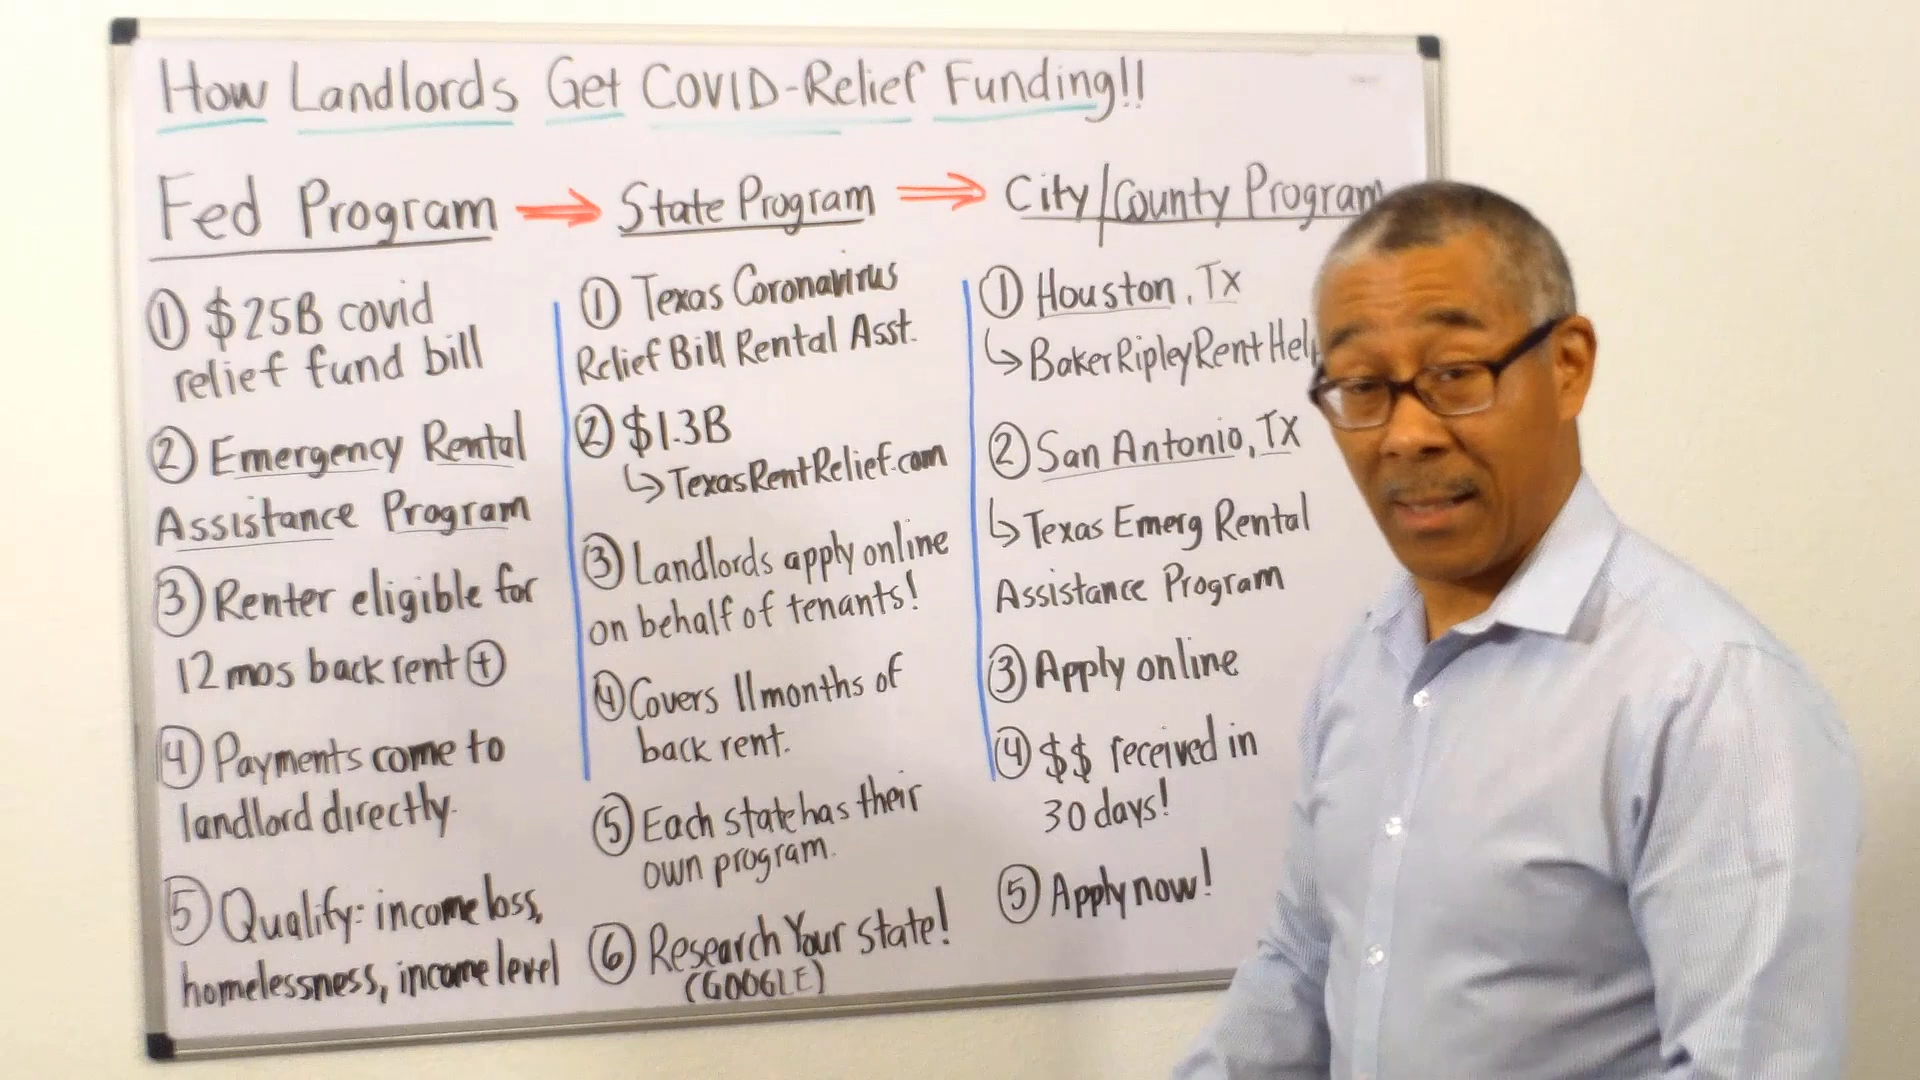 How Landlords Get COVID-Relief Funding!!
Fed Program ⇒ State Program ⇒ City/County Program
① $25B covid
relief fund bill
② Emergency Rental
Assistance Program
③ Renter eligible for
12 mos back rent ⊕
④ Payments come to
landlord directly.
⑤ Qualify: income loss,
homelessness, income level
① Texas Coronavirus
Relief Bill Rental Asst.
② $1.3B
↳ TexasRentRelief.com
③ Landlords apply online
on behalf of tenants!
④ Covers 11 months of
back rent.
⑤ Each state has their
own program.
⑥ Research Your state!
(GOOGLE)
① Houston, TX
↳ BakerRipleyRentHel
② San Antonio, TX
↳ Texas Emerg Rental
Assistance Program
③ Apply online
④ $$ received in
30 days!
⑤ Apply now!